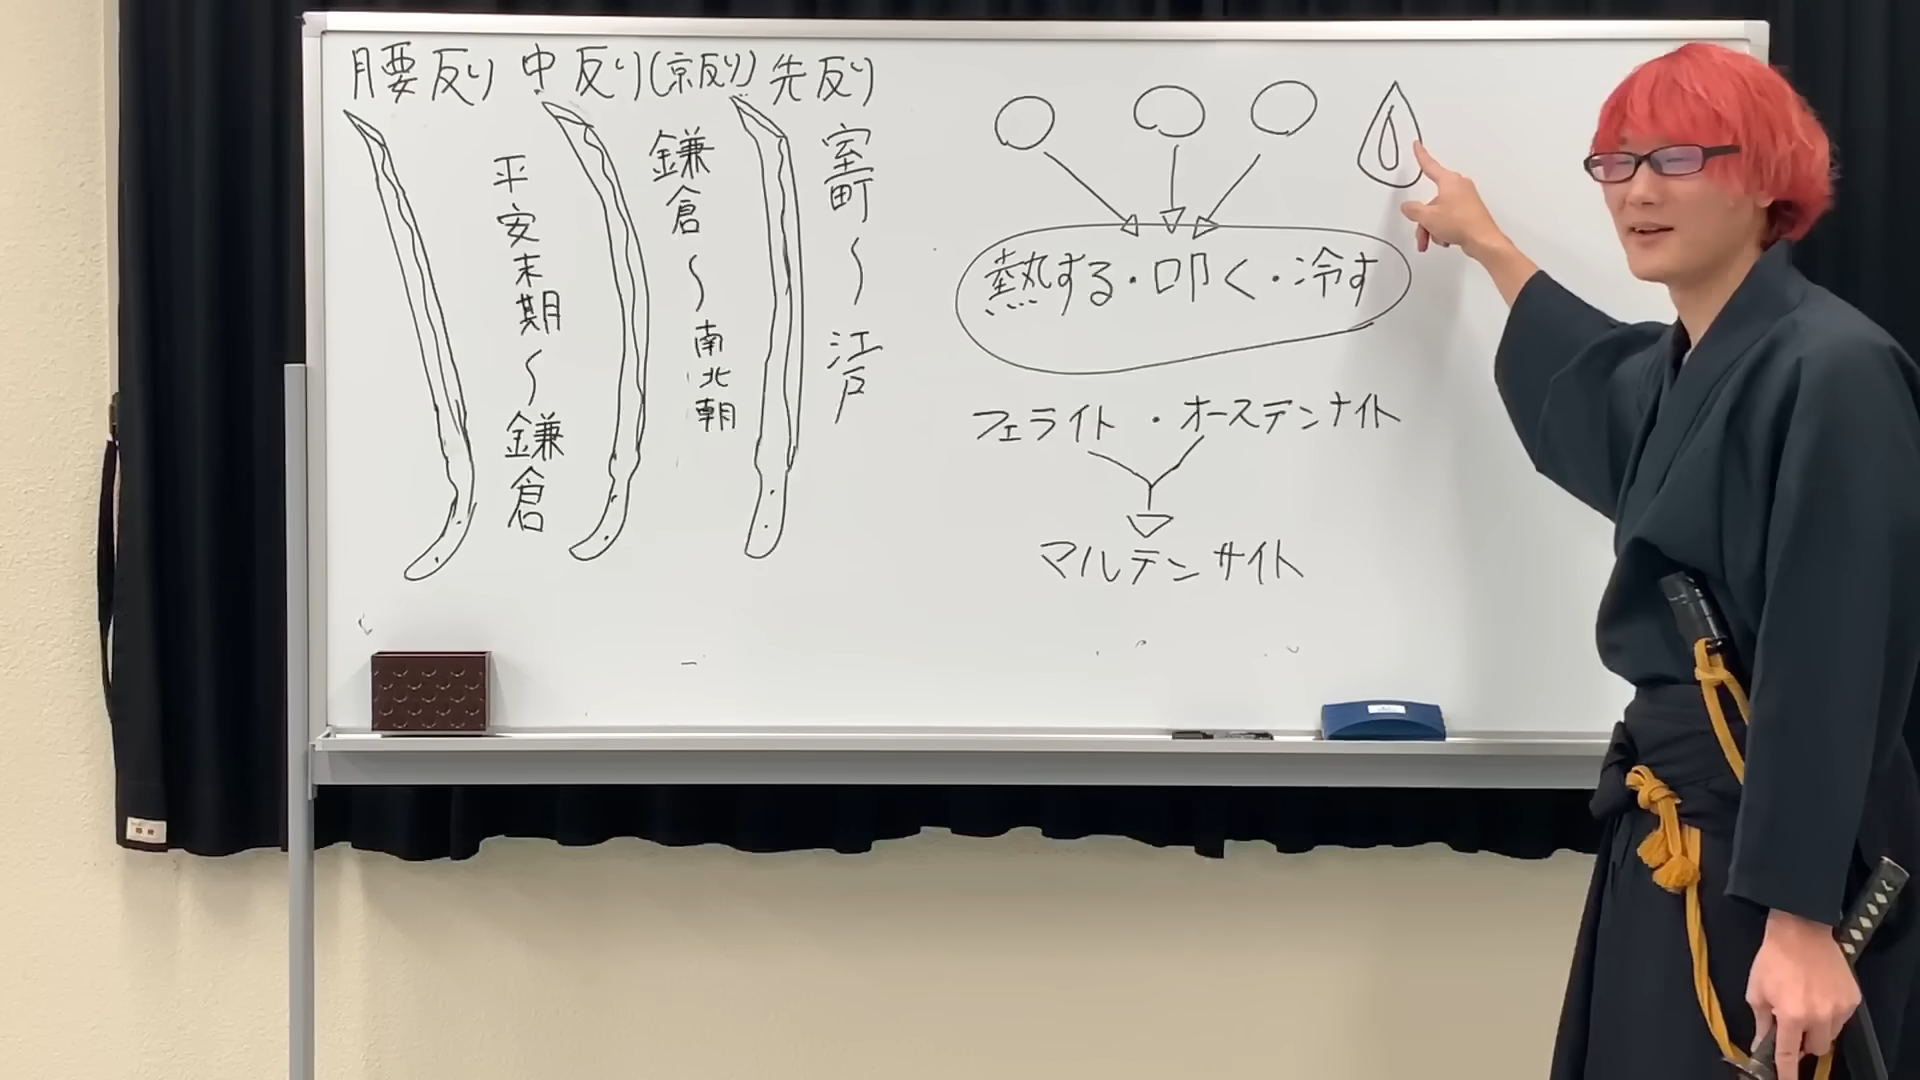 腰反り 中反り(京反り) 先反り
平安末期〜鎌倉
鎌倉〜南北朝
室町〜江戸
熱する・叩く・冷す
フェライト・オーステンナイト
マルテンサイト